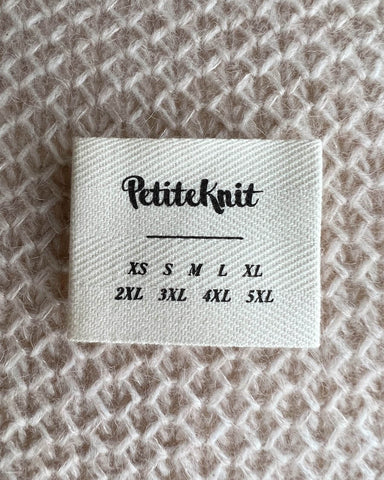 PetiteKnit
XS S M L XL
2XL 3XL 4XL 5XL